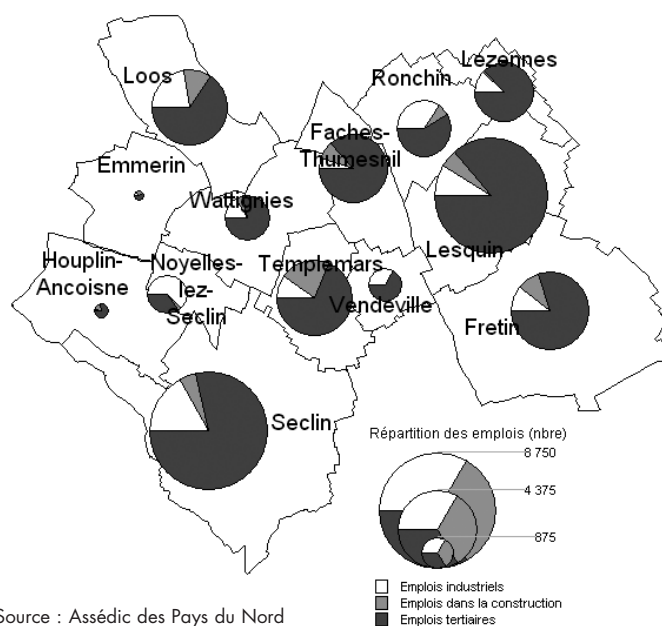 Lezennes
Loos
Ronchin
Faches-
Thumesnil
Emmerin
Wattignies
Lesquin
Houplin-
Ancoisne
Noyelles-
lez-
Seclin
Templemars
Vendeville
Fretin
Seclin
Répartition des emplois (nbre)
8 750
4 375
875
Emplois industriels
Emplois dans la construction
Emplois tertiaires
Source : Assédic des Pays du Nord